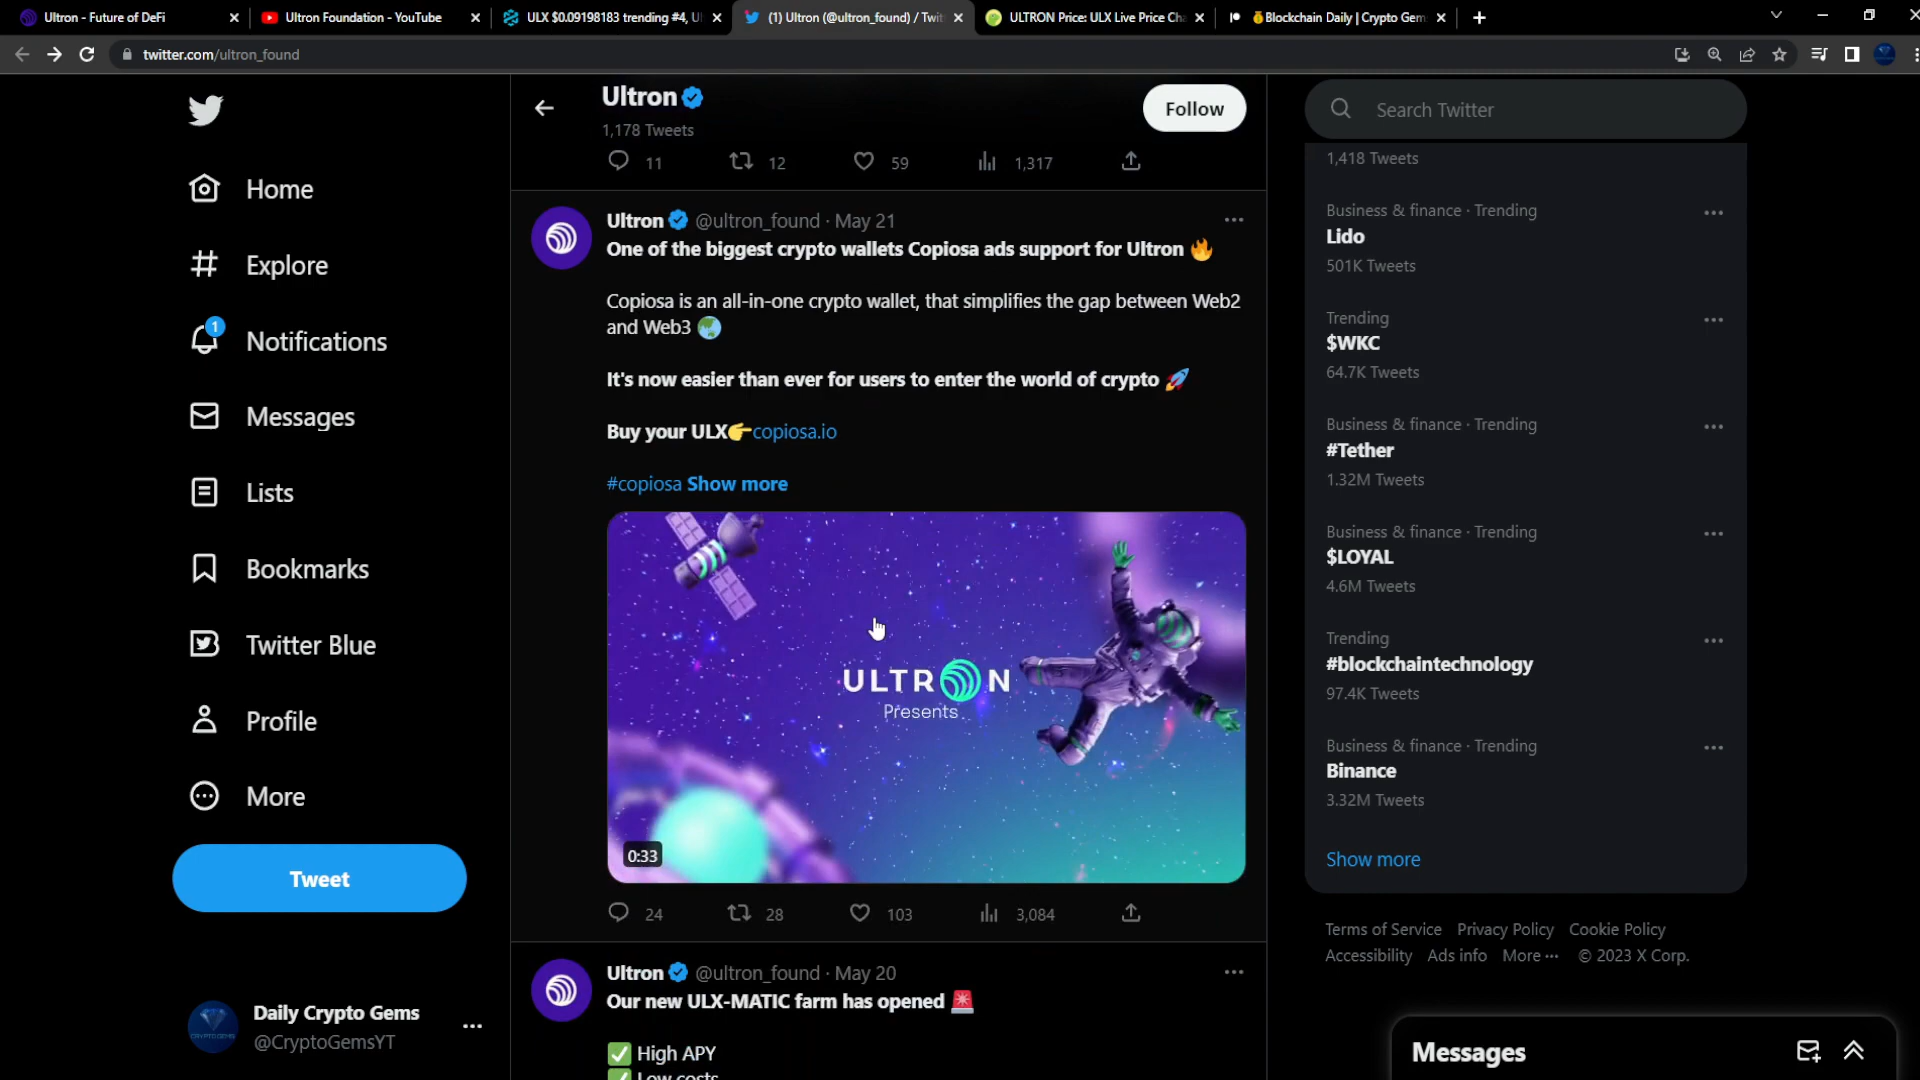 Ultron - Future of DeFi
Ultron Foundation - YouTube
ULX $0.09198183 trending #4, U
(1) Ultron (@ultron_found) / Twit
ULTRON Price: ULX Live Price Ch
Blockchain Daily | Crypto Gem
twitter.com/ultron_found
Home
Explore
1
Notifications
Messages
Lists
Bookmarks
Twitter Blue
Profile
More
Tweet
Daily Crypto Gems
@CryptoGemsYT
Ultron
1,178 Tweets
Follow
11 12 59 1,317
Ultron @ultron_found · May 21
One of the biggest crypto wallets Copiosa ads support for Ultron 🔥
Copiosa is an all-in-one crypto wallet, that simplifies the gap between Web2
and Web3 🌏
It's now easier than ever for users to enter the world of crypto 🚀
Buy your ULX👉copiosa.io
#copiosa Show more
ULTRON
Presents
0:33
24 28 103 3,084
Ultron @ultron_found · May 20
Our new ULX-MATIC farm has opened 🚨
✅ High APY
✅ Low costs
Search Twitter
1,418 Tweets
Business & finance · Trending
Lido
501K Tweets
Trending
$WKC
64.7K Tweets
Business & finance · Trending
#Tether
1.32M Tweets
Business & finance · Trending
$LOYAL
4.6M Tweets
Trending
#blockchaintechnology
97.4K Tweets
Business & finance · Trending
Binance
3.32M Tweets
Show more
Terms of Service Privacy Policy Cookie Policy
Accessibility Ads info More ··· © 2023 X Corp.
Messages